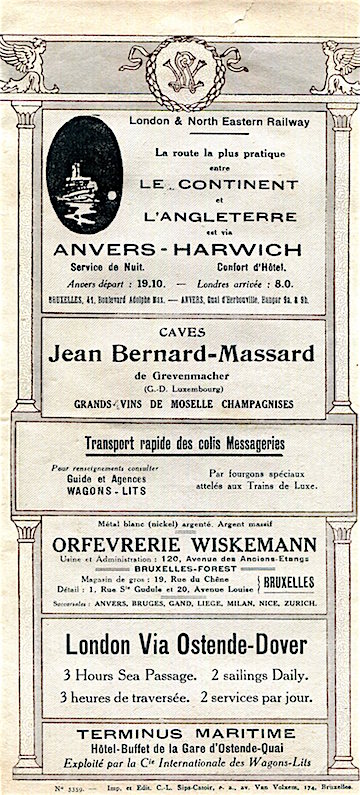 WL
London & North Eastern Railway
La route la plus pratique
entre
LE CONTINENT
et
L'ANGLETERRE
est via
ANVERS - HARWICH
Service de Nuit. Confort d'Hôtel.
Anvers départ : 19.10. — Londres arrivée : 8.0.
BRUXELLES, 41, Boulevard Adolphe Max. — ANVERS, Quai d'Herbouville, Hangar 9a. & 9b.
CAVES
Jean Bernard-Massard
de Grevenmacher
(G.-D. Luxembourg)
GRANDS VINS DE MOSELLE CHAMPAGNISES
Transport rapide des colis Messageries
Pour renseignements consulter
Guide et Agences
WAGONS - LITS
Par fourgons spéciaux
attelés aux Trains de Luxe.
Métal blanc (nickel) argenté. Argent massif
ORFEVRERIE WISKEMANN
Usine et Administration : 120, Avenue des Anciens-Etangs
BRUXELLES-FOREST
Magasin de gros : 19, Rue du Chêne
Détail : 1, Rue Ste Gudule et 20, Avenue Louise
BRUXELLES
Succursales : ANVERS, BRUGES, GAND, LIEGE, MILAN, NICE, ZURICH.
London Via Ostende-Dover
3 Hours Sea Passage. 2 sailings Daily.
3 heures de traversée. 2 services par jour.
TERMINUS MARITIME
Hôtel-Buffet de la Gare d'Ostende-Quai
Exploité par la Cie Internationale des Wagons-Lits
N° 5359. — Imp. et Edit. C.-L. Sips-Castoir, r. a., av. Van Volxem, 174, Bruxelles